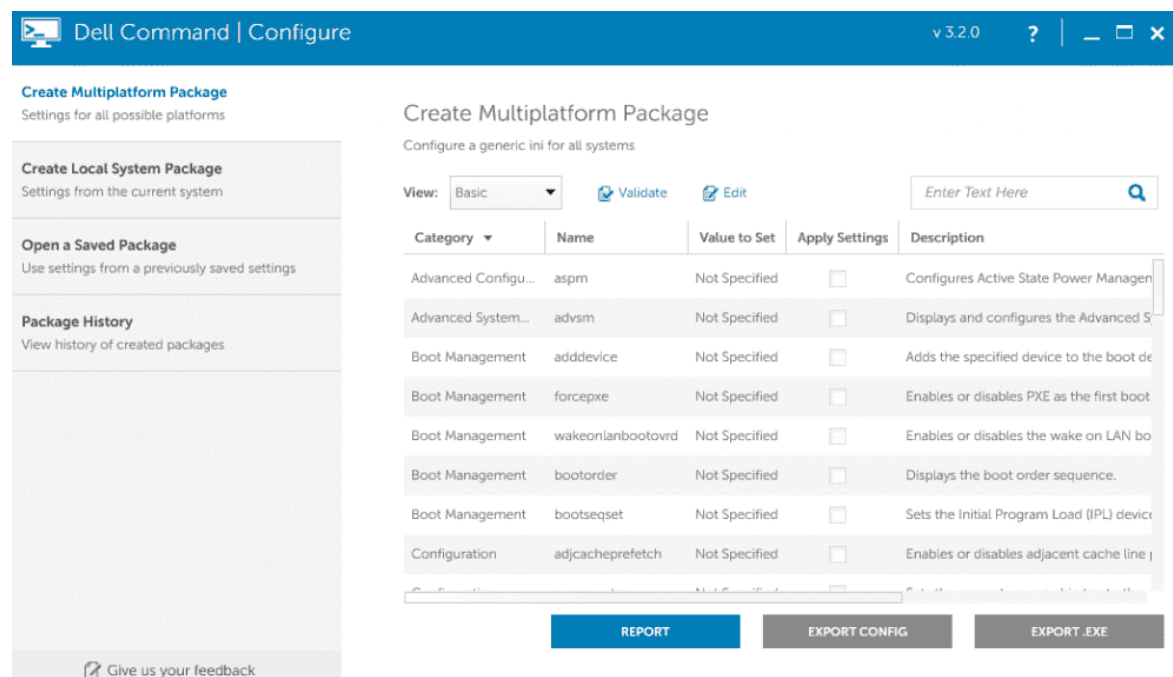 Dell Command | Configure
v 3.2.0 ?
Create Multiplatform Package
Settings for all possible platforms
Create Local System Package
Settings from the current system
Open a Saved Package
Use settings from a previously saved settings
Package History
View history of created packages
Give us your feedback
Create Multiplatform Package
Configure a generic ini for all systems
View: Basic Validate Edit Enter Text Here
Category Name Value to Set Apply Settings Description
Advanced Configu... aspm Not Specified Configures Active State Power Managen
Advanced System... advsm Not Specified Displays and configures the Advanced S
Boot Management adddevice Not Specified Adds the specified device to the boot de
Boot Management forcepxe Not Specified Enables or disables PXE as the first boot
Boot Management wakeonlanbootovrd Not Specified Enables or disables the wake on LAN bo
Boot Management bootorder Not Specified Displays the boot order sequence.
Boot Management bootseqset Not Specified Sets the Initial Program Load (IPL) device
Configuration adjcacheprefetch Not Specified Enables or disables adjacent cache line
REPORT EXPORT CONFIG EXPORT .EXE